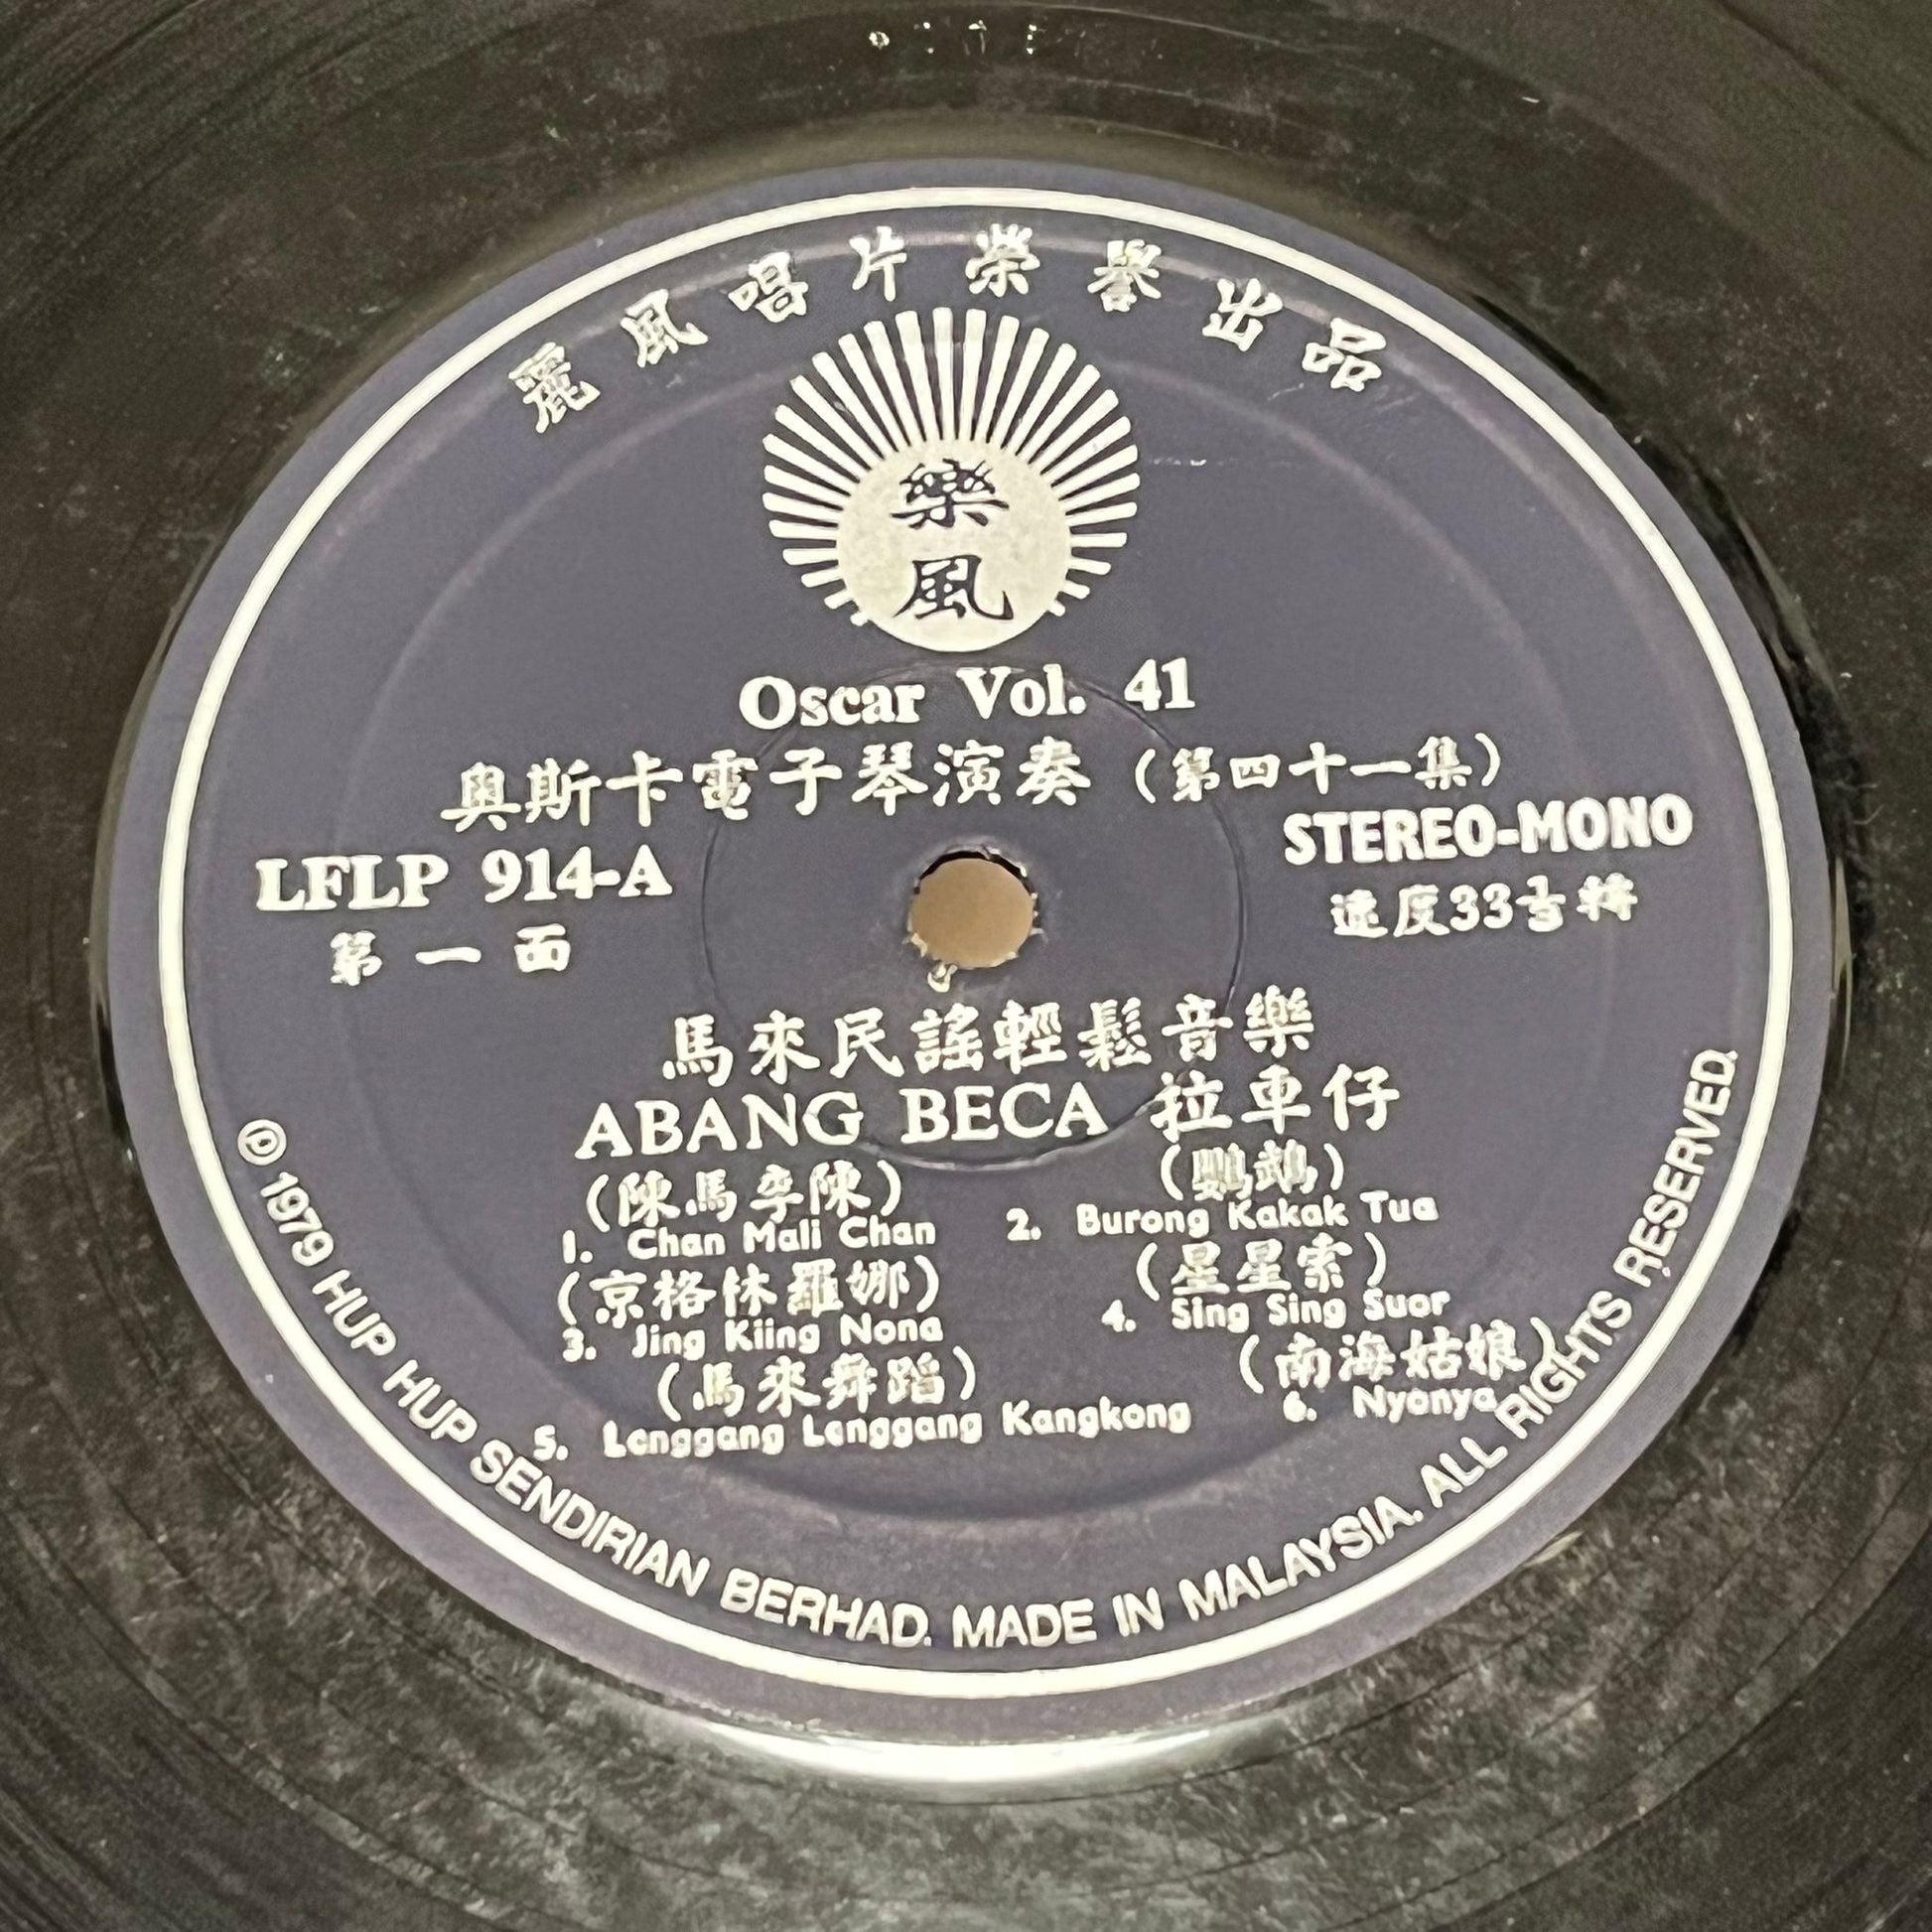 麗風唱片榮譽出品
樂
風
Oscar Vol. 41
奧斯卡電子琴演奏（第四十一集）
LFLP 914-A
第一面
STEREO-MONO
速度33⅓轉
馬來民謠輕鬆音樂
ABANG BECA 拉車仔
(陳馬李陳)
1. Chan Mali Chan
(鸚鵡)
2. Burong Kakak Tua
(京格林羅娜)
3. Jing Kiing Nona
(星星索)
4. Sing Sing Suor
(馬來舞蹈)
5. Lenggang Lenggang Kangkong
(南海姑娘)
6. Nyonya
℗ 1979 HUP HUP SENDIRIAN BERHAD. MADE IN MALAYSIA. ALL RIGHTS RESERVED.